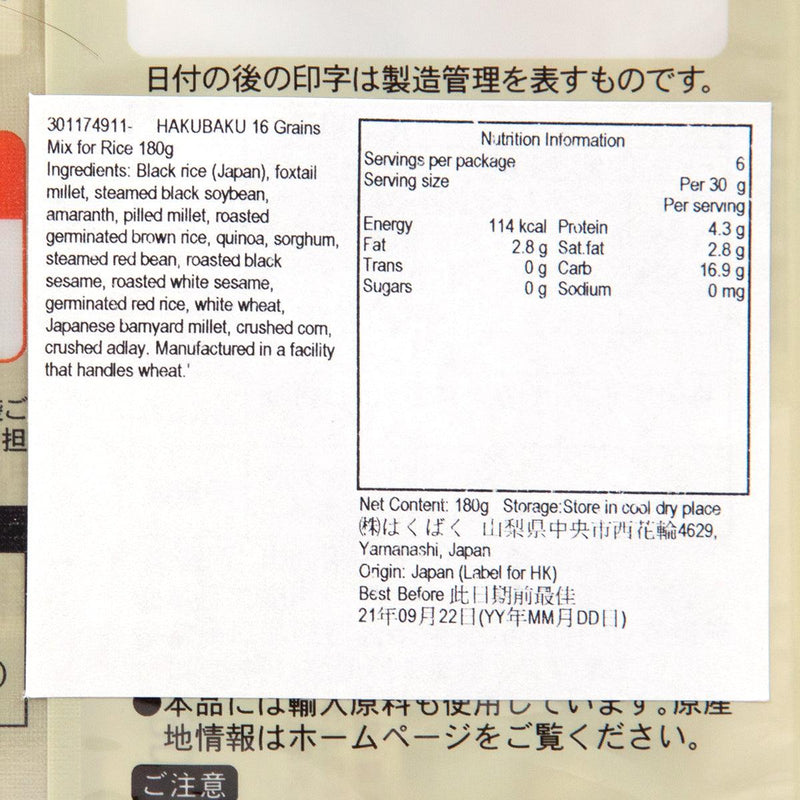 日付の後の印字は製造管理を表すものです。
301174911- HAKUBAKU 16 Grains
Mix for Rice 180g
Ingredients: Black rice (Japan), foxtail
millet, steamed black soybean,
amaranth, pilled millet, roasted
germinated brown rice, quinoa, sorghum,
steamed red bean, roasted black
sesame, roasted white sesame,
germinated red rice, white wheat,
Japanese barnyard millet, crushed corn,
crushed adlay. Manufactured in a facility
that handles wheat.'
Nutrition Information
Servings per package 6
Serving size Per 30 g
Per serving
Energy 114 kcal Protein 4.3 g
Fat 2.8 g Sat.fat 2.8 g
Trans 0 g Carb 16.9 g
Sugars 0 g Sodium 0 mg
Net Content: 180g Storage:Store in cool dry place
(株)はくばく 山梨県中央市西花輪4629,
Yamanashi, Japan
Origin: Japan (Label for HK)
Best Before 此日期前最佳
21年09月22日(YY年MM月DD日)
ご
担
●本品には輸入原料も使用しています。原産
地情報はホームページをご覧ください。
ご注意